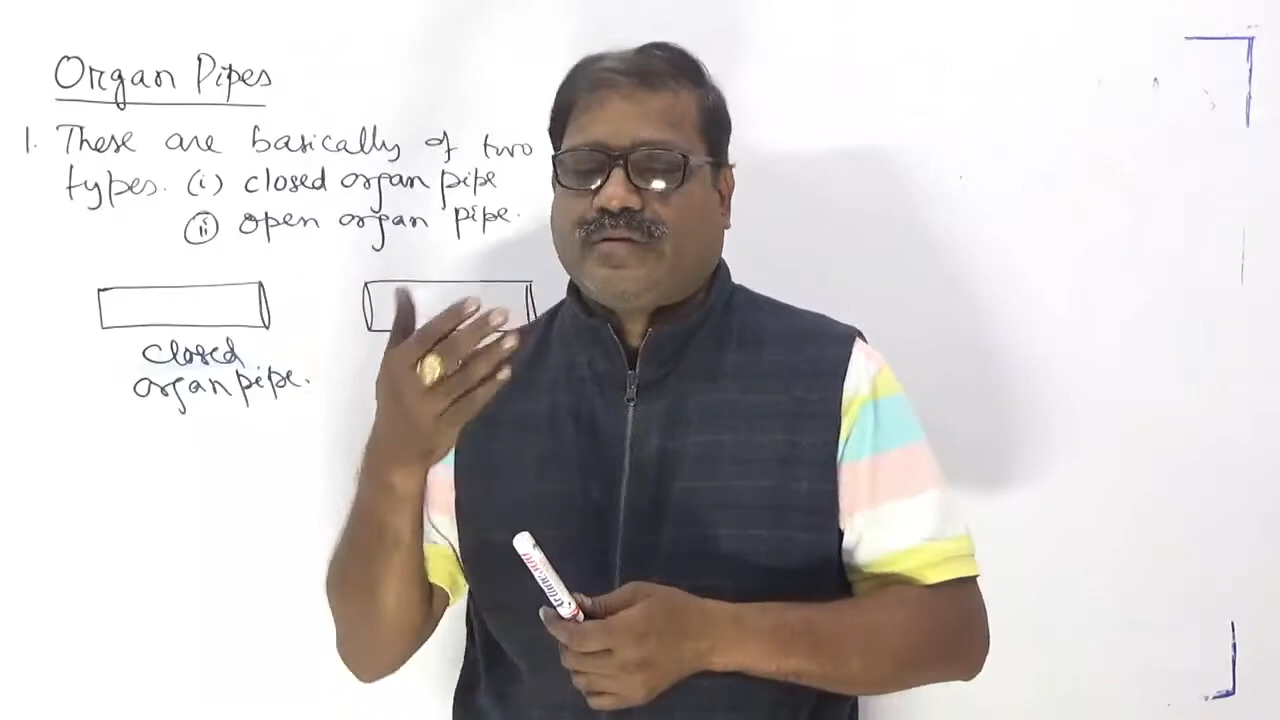 Organ Pipes
1. These are basically of two
types. (i) closed organ pipe
(ii) open organ pipe.
closed
organ pipe.